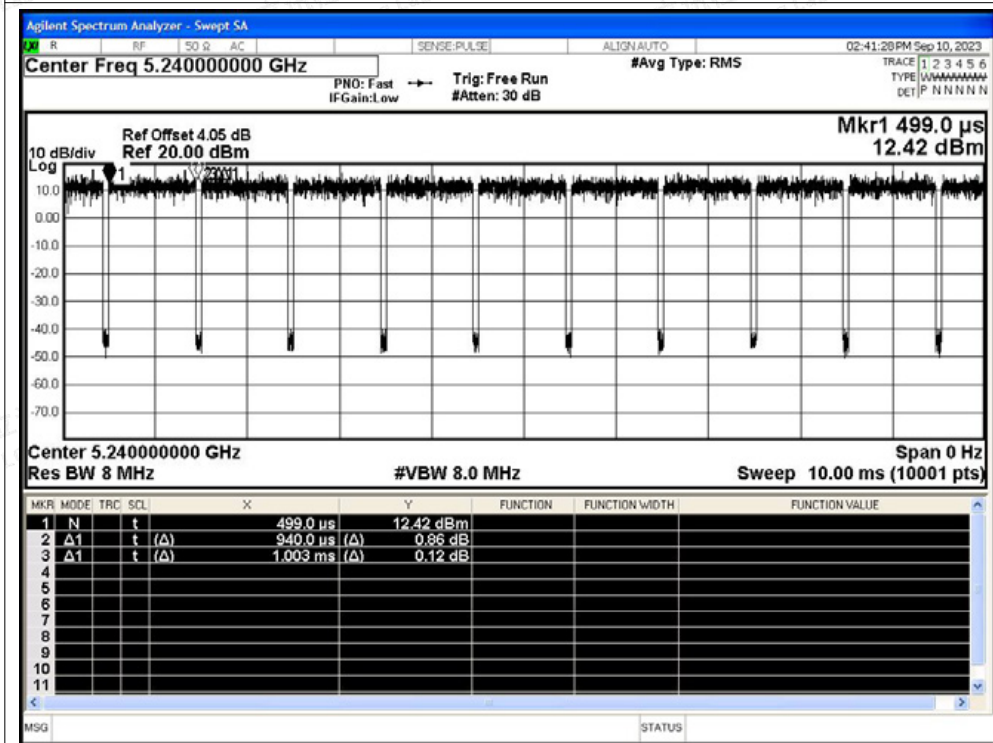 Agilent Spectrum Analyzer - Swept SA
R RF 50 Ω AC SENSE:PULSE ALIGN AUTO 02:41:28 PM Sep 10, 2023
Center Freq 5.240000000 GHz #Avg Type: RMS TRACE 1 2 3 4 5 6
PNO: Fast Trig: Free Run TYPE
IFGain:Low #Atten: 30 dB DET P N N N N N
Mkr1 499.0 µs
Ref Offset 4.05 dB
10 dB/div Ref 20.00 dBm 12.42 dBm
Log
1
10.0
0.00
-10.0
-20.0
-30.0
-40.0
-50.0
-60.0
-70.0
Center 5.240000000 GHz Span 0 Hz
Res BW 8 MHz #VBW 8.0 MHz Sweep 10.00 ms (10001 pts)
MKR MODE TRC SCL X Y FUNCTION FUNCTION WIDTH FUNCTION VALUE
1 N t 499.0 µs 12.42 dBm
2 Δ1 t (Δ) 940.0 µs (Δ) 0.86 dB
3 Δ1 t (Δ) 1.003 ms (Δ) 0.12 dB
4
5
6
7
8
9
10
11
MSG STATUS